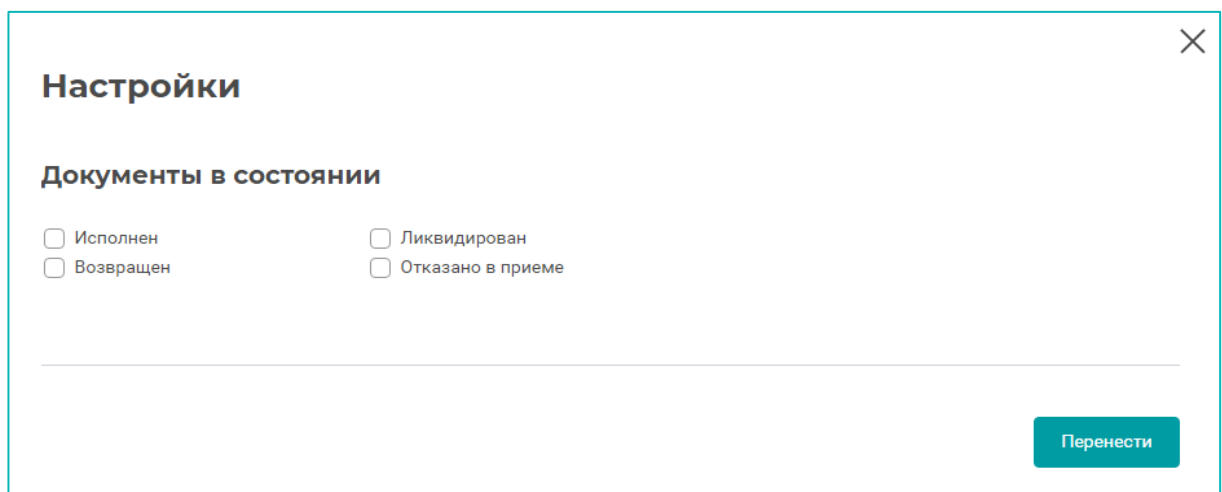 Настройки
Документы в состоянии
Исполнен Ликвидирован
Возвращен Отказано в приеме
Перенести